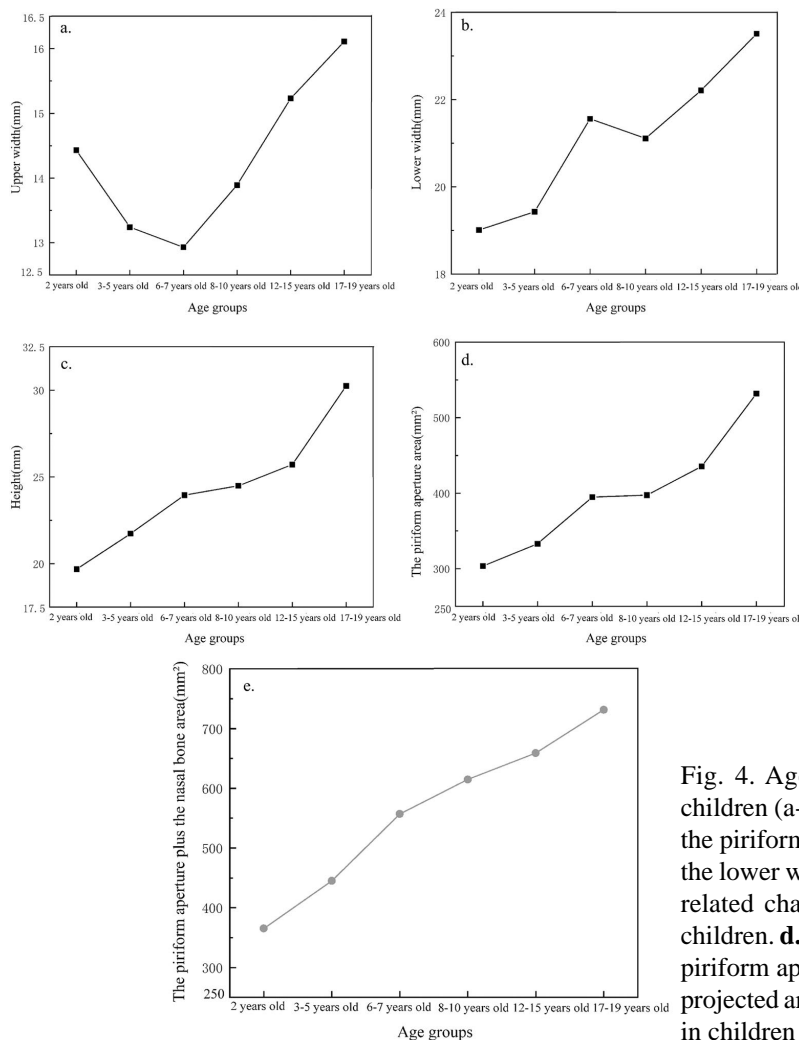 a.
16.5
16
15
14
13
12.5
Upper width(mm)
2 years old 3-5 years old 6-7 years old 8-10 years old 12-15 years old 17-19 years old
Age groups
b.
24
22
20
18
Lower width(mm)
2 years old 3-5 years old 6-7 years old 8-10 years old 12-15 years old 17-19 years old
Age groups
c.
32.5
30
25
20
17.5
Height(mm)
2 years old 3-5 years old 6-7 years old 8-10 years old 12-15 years old 17-19 years old
Age groups
d.
600
500
400
300
250
The piriform aperture area(mm²)
2 years old 3-5 years old 6-7 years old 8-10 years old 12-15 years old 17-19 years old
Age groups
e.
800
700
600
500
400
300
250
The piriform aperture plus the nasal bone area(mm²)
2 years old 3-5 years old 6-7 years old 8-10 years old 12-15 years old 17-19 years old
Age groups
Fig. 4. Ag
children (a-
the piriform
the lower w
related cha
children. d.
piriform ap
projected ar
in children